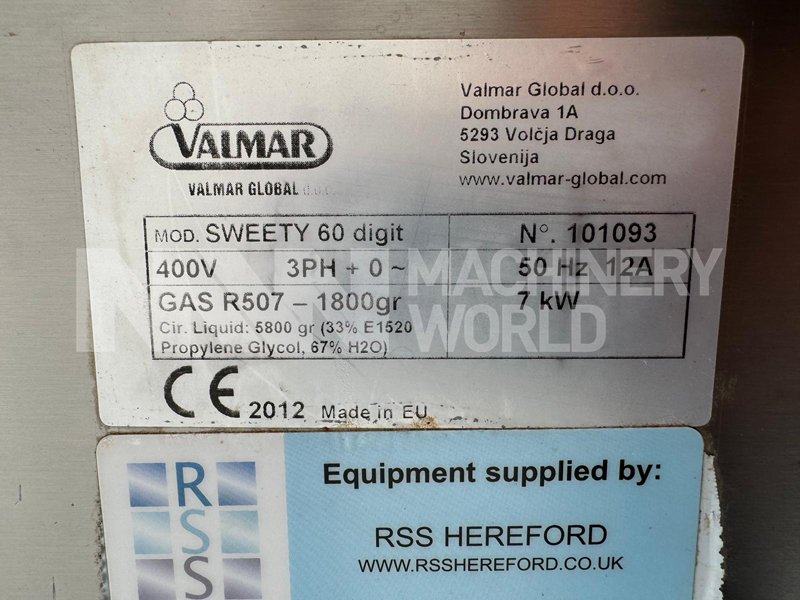 VALMAR
VALMAR GLOBAL d.o.o.
Valmar Global d.o.o.
Dombrava 1A
5293 Volčja Draga
Slovenija
www.valmar-global.com
MOD. SWEETY 60 digit N°. 101093
400V 3PH + 0 ~ 50 Hz 12A
GAS R507 – 1800gr 7 kW
Cir. Liquid: 5800 gr (33% E1520
Propylene Glycol, 67% H2O)
MACHINERY
WORLD
CE 2012 Made in EU
RSS
Equipment supplied by:
RSS HEREFORD
WWW.RSSHEREFORD.CO.UK